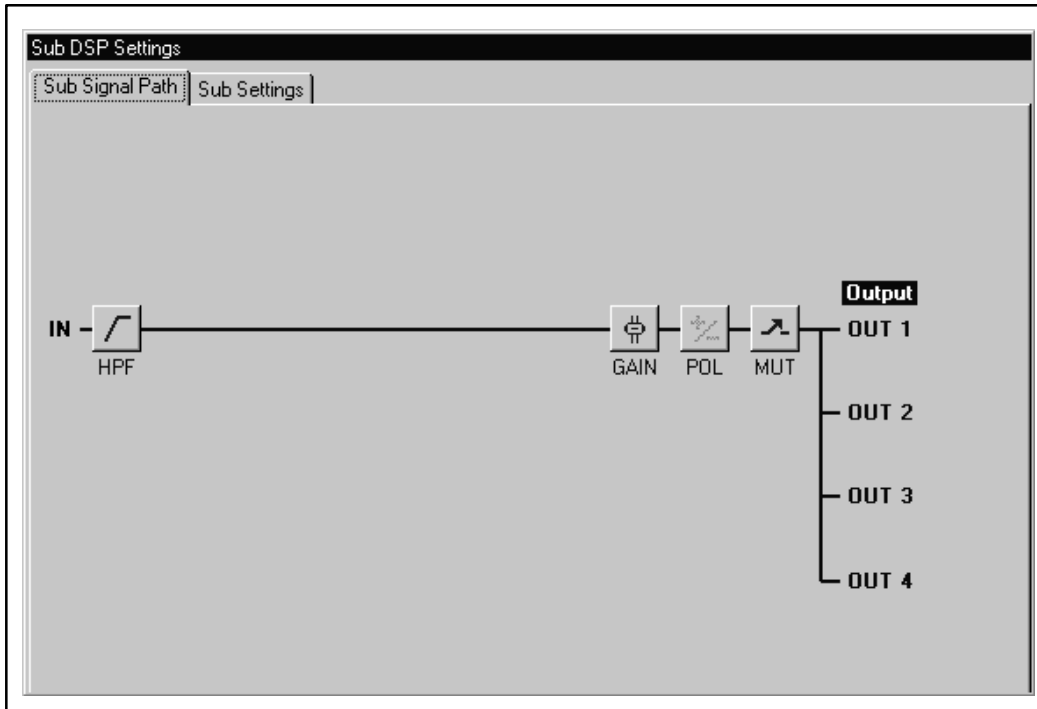 Sub DSP Settings
Sub Signal Path Sub Settings
Output
IN OUT 1
HPF GAIN POL MUT
OUT 2
OUT 3
OUT 4